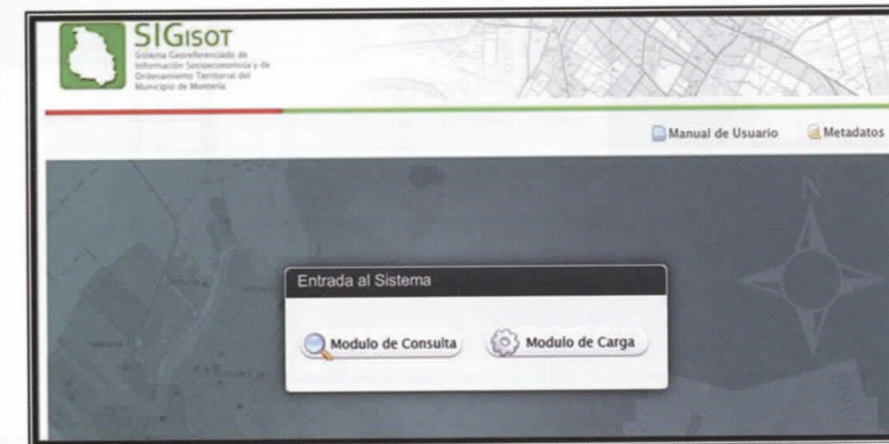 SIGISOT
Sistema Georeferenciado de
Información Socioeconomica y de
Ordenamiento Territorial del
Municipio de Montería
Manual de Usuario
Metadatos
N
Entrada al Sistema
Modulo de Consulta
Modulo de Carga